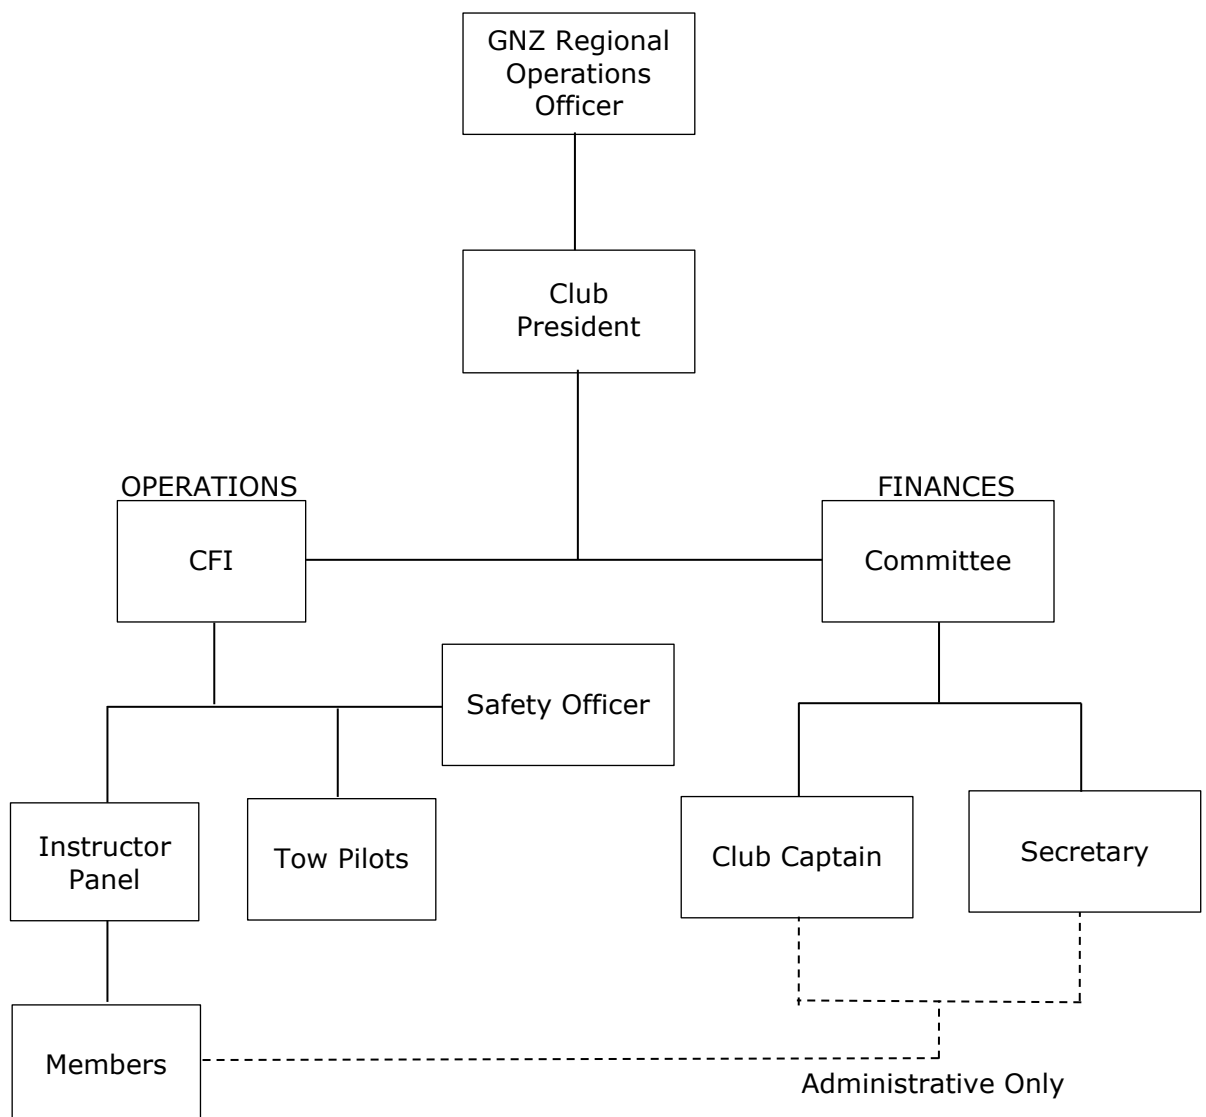 GNZ Regional
Operations
Officer
Club
President
OPERATIONS
FINANCES
CFI
Committee
Safety Officer
Instructor
Panel
Tow Pilots
Club Captain
Secretary
Members
Administrative Only